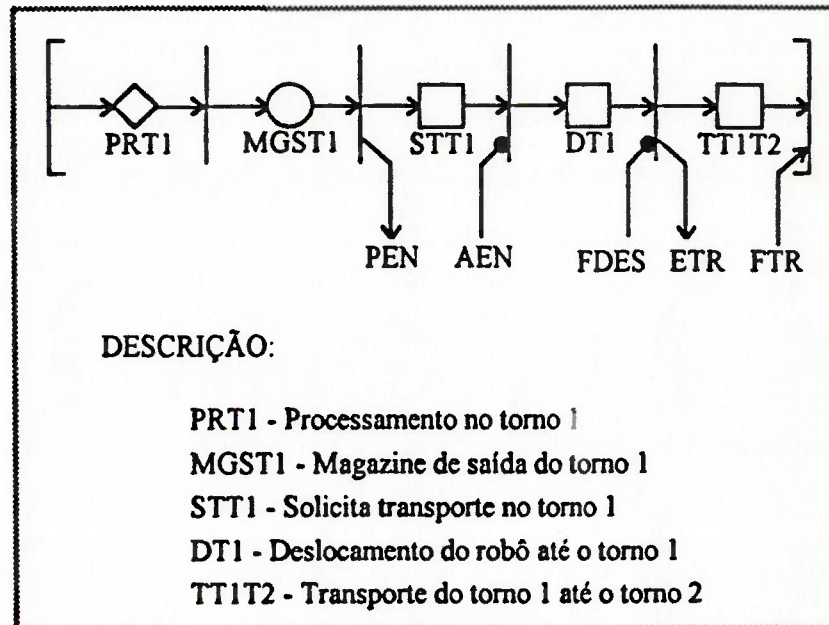 PRT1 MGST1 STT1 DT1 TT1T2
PEN AEN FDES ETR FTR
DESCRIÇÃO:
PRT1 - Processamento no torno 1
MGST1 - Magazine de saída do torno 1
STT1 - Solicita transporte no torno 1
DT1 - Deslocamento do robô até o torno 1
TT1T2 - Transporte do torno 1 até o torno 2